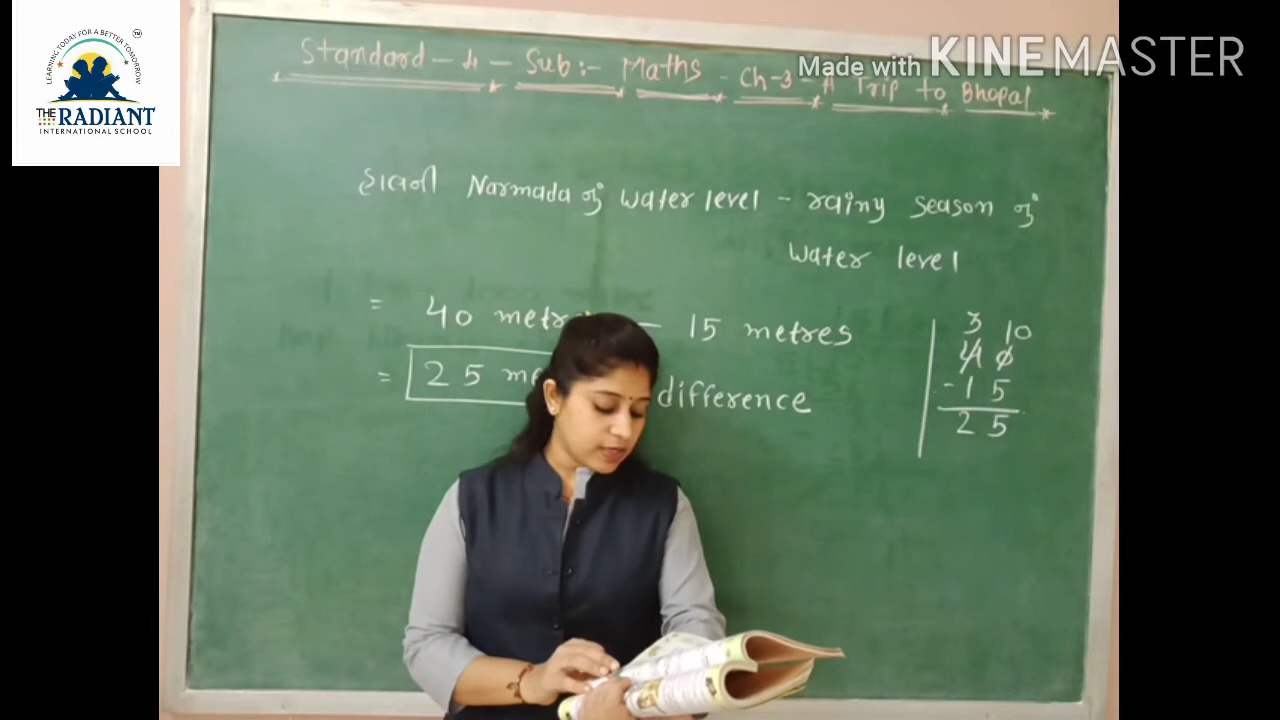 LEARNING TODAY FOR A BETTER TOMORROW
TM
THE RADIANT
INTERNATIONAL SCHOOL
Made with KINEMASTER
Standard - 4 - Sub:- Maths - Ch-3 - A Trip to Bhopal
હાલની Narmada નું water level - rainy season નું
water level
= 40 metres - 15 metres
= 25 me difference
3 10
4 0
- 1 5
2 5